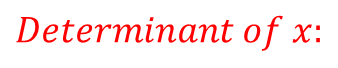 Determinant of x: